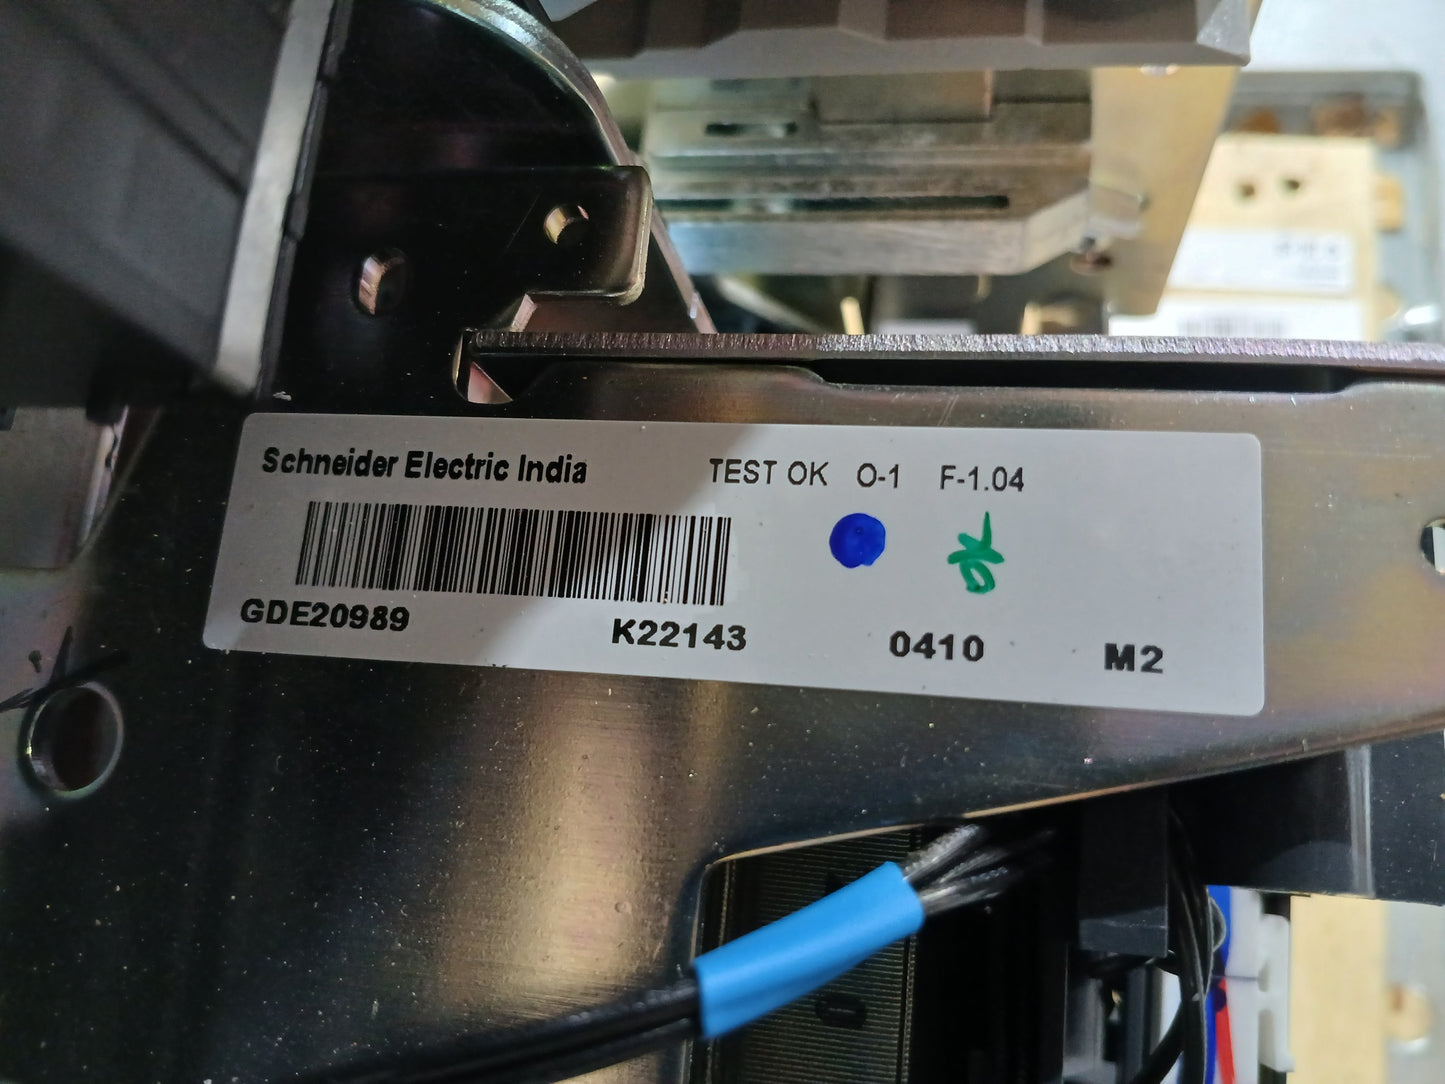 Schneider Electric India TEST OK O-1 F-1.04
GDE20989 K22143 0410 M2